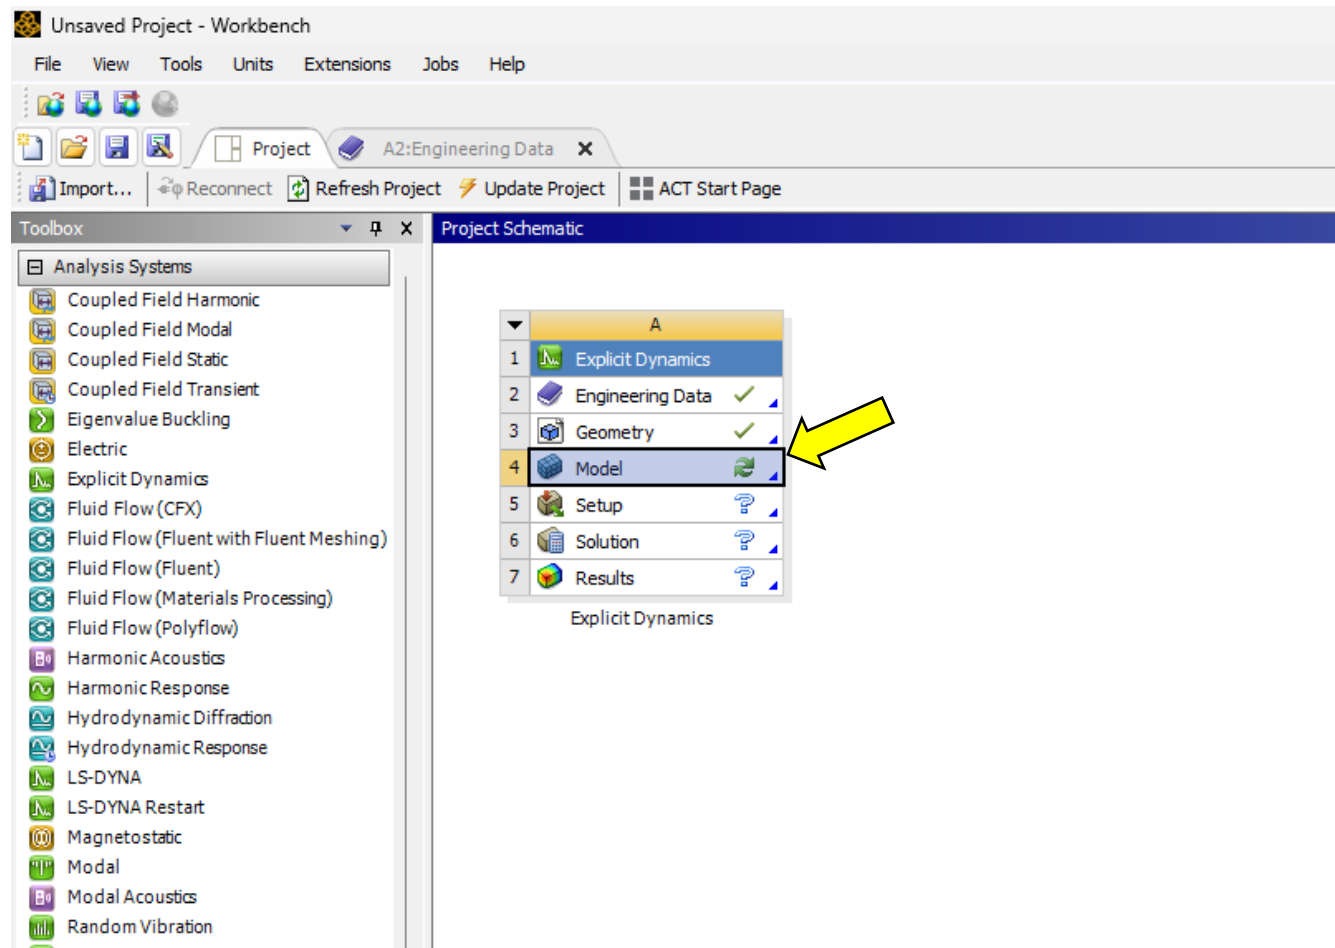 Unsaved Project - Workbench
File View Tools Units Extensions Jobs Help
Project A2:Engineering Data
Import... Reconnect Refresh Project Update Project ACT Start Page
Toolbox
Analysis Systems
Coupled Field Harmonic
Coupled Field Modal
Coupled Field Static
Coupled Field Transient
Eigenvalue Buckling
Electric
Explicit Dynamics
Fluid Flow (CFX)
Fluid Flow (Fluent with Fluent Meshing)
Fluid Flow (Fluent)
Fluid Flow (Materials Processing)
Fluid Flow (Polyflow)
Harmonic Acoustics
Harmonic Response
Hydrodynamic Diffraction
Hydrodynamic Response
LS-DYNA
LS-DYNA Restart
Magnetostatic
Modal
Modal Acoustics
Random Vibration
Project Schematic
A
1 Explicit Dynamics
2 Engineering Data
3 Geometry
4 Model
5 Setup
6 Solution
7 Results
Explicit Dynamics